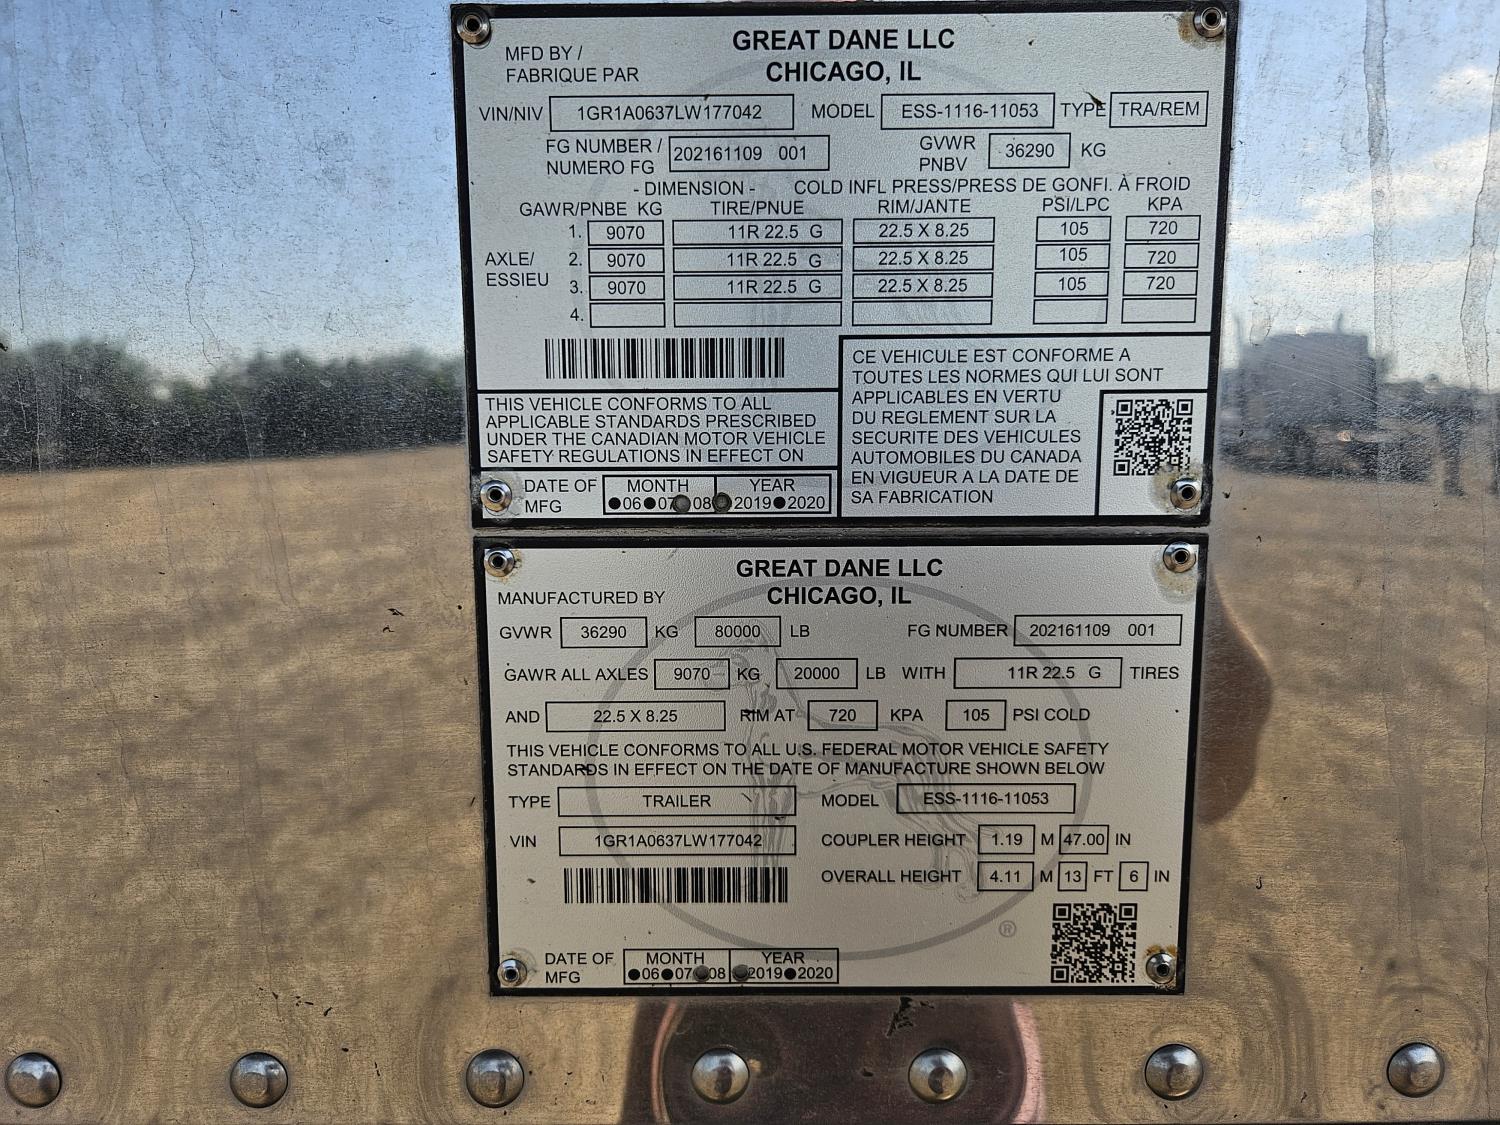 GREAT DANE LLC
CHICAGO, IL
MFD BY /
FABRIQUE PAR
VIN/NIV 1GR1A0637LW177042 MODEL ESS-1116-11053 TYPE TRA/REM
FG NUMBER /
NUMERO FG 202161109 001 GVWR
PNBV 36290 KG
- DIMENSION - COLD INFL PRESS/PRESS DE GONFI. À FROID
GAWR/PNBE KG TIRE/PNUE RIM/JANTE PSI/LPC KPA
AXLE/
ESSIEU
1. 9070 11R 22.5 G 22.5 X 8.25 105 720
2. 9070 11R 22.5 G 22.5 X 8.25 105 720
3. 9070 11R 22.5 G 22.5 X 8.25 105 720
4.
THIS VEHICLE CONFORMS TO ALL
APPLICABLE STANDARDS PRESCRIBED
UNDER THE CANADIAN MOTOR VEHICLE
SAFETY REGULATIONS IN EFFECT ON
DATE OF
MFG
MONTH YEAR
●06●07 08 2019●2020
CE VEHICULE EST CONFORME A
TOUTES LES NORMES QUI LUI SONT
APPLICABLES EN VERTU
DU REGLEMENT SUR LA
SECURITE DES VEHICULES
AUTOMOBILES DU CANADA
EN VIGUEUR A LA DATE DE
SA FABRICATION
GREAT DANE LLC
MANUFACTURED BY CHICAGO, IL
GVWR 36290 KG 80000 LB FG NUMBER 202161109 001
GAWR ALL AXLES 9070 KG 20000 LB WITH 11R 22.5 G TIRES
AND 22.5 X 8.25 RIM AT 720 KPA 105 PSI COLD
THIS VEHICLE CONFORMS TO ALL U.S. FEDERAL MOTOR VEHICLE SAFETY
STANDARDS IN EFFECT ON THE DATE OF MANUFACTURE SHOWN BELOW
TYPE TRAILER MODEL ESS-1116-11053
VIN 1GR1A0637LW177042 COUPLER HEIGHT 1.19 M 47.00 IN
OVERALL HEIGHT 4.11 M 13 FT 6 IN
®
DATE OF
MFG
MONTH YEAR
●06●07 08 2019●2020